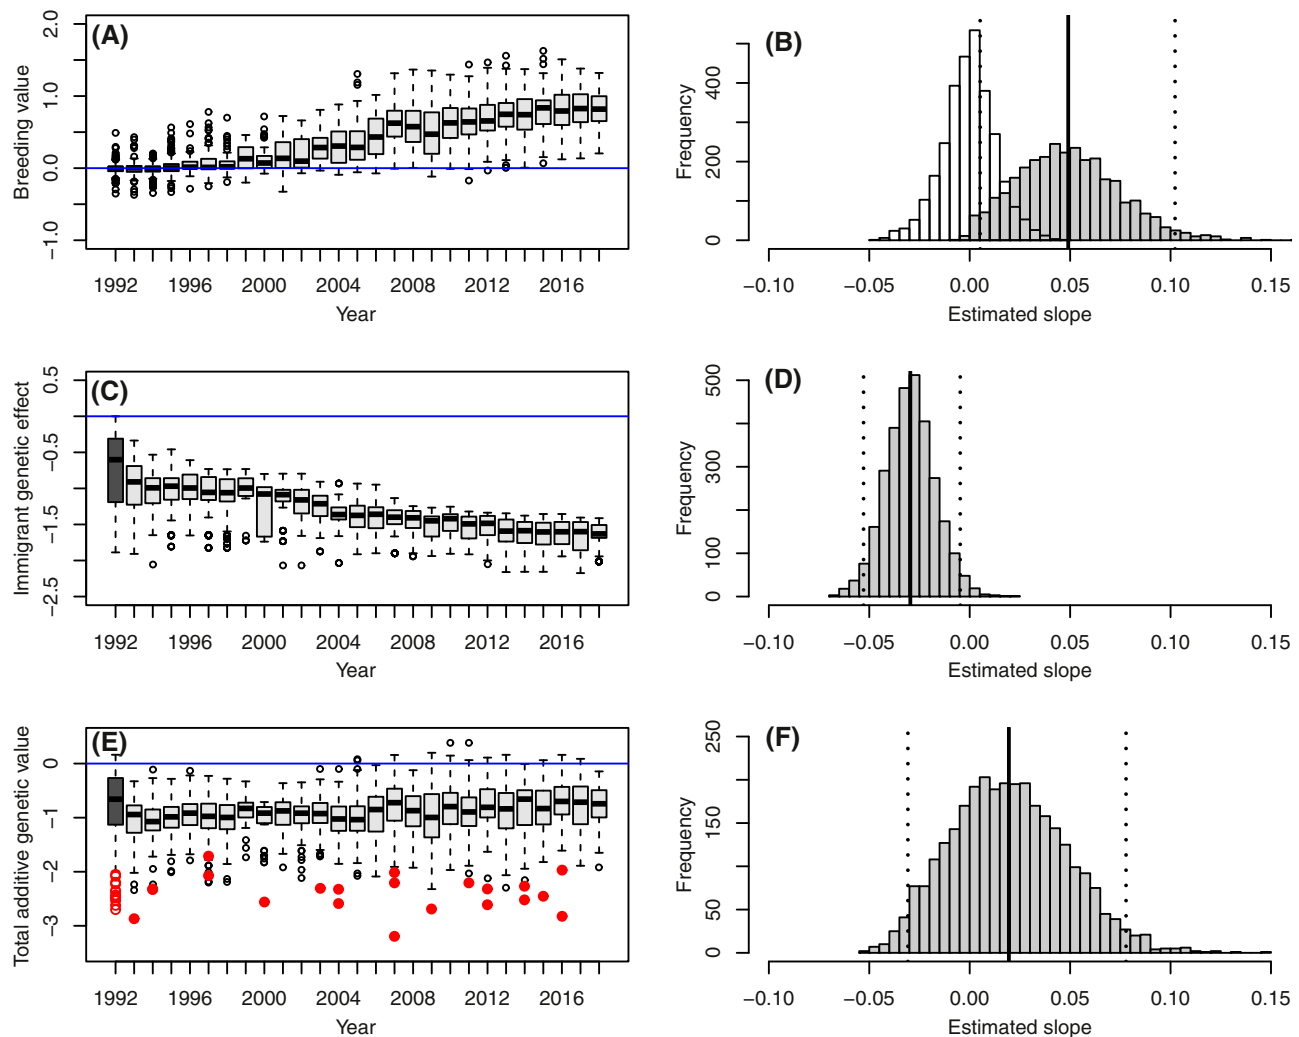 (A)
Breeding value
2.0
1.0
0.0
−1.0
1992 1996 2000 2004 2008 2012 2016
Year
(B)
Frequency
400
200
0
−0.10 −0.05 0.00 0.05 0.10 0.15
Estimated slope
(C)
Immigrant genetic effect
0.5
−0.5
−1.5
−2.5
1992 1996 2000 2004 2008 2012 2016
Year
(D)
Frequency
500
300
100
0
−0.10 −0.05 0.00 0.05 0.10 0.15
Estimated slope
(E)
Total additive genetic value
0
−1
−2
−3
1992 1996 2000 2004 2008 2012 2016
Year
(F)
Frequency
250
150
50
0
−0.10 −0.05 0.00 0.05 0.10 0.15
Estimated slope